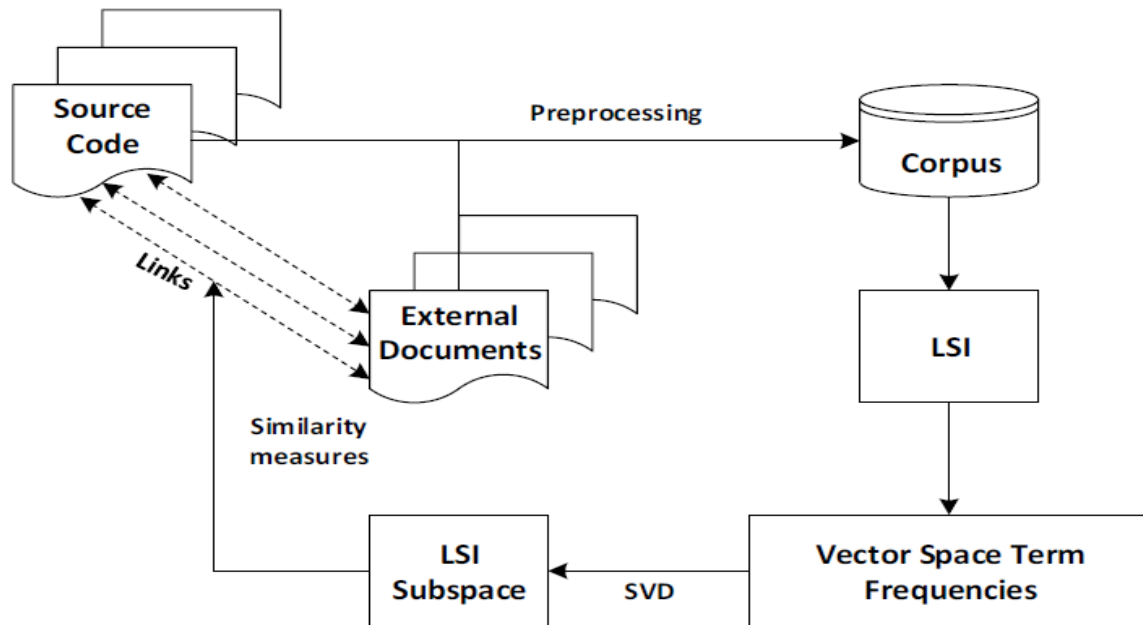 Source
Code
Preprocessing
Corpus
Links
External
Documents
LSI
Similarity
measures
LSI
Subspace
SVD
Vector Space Term
Frequencies